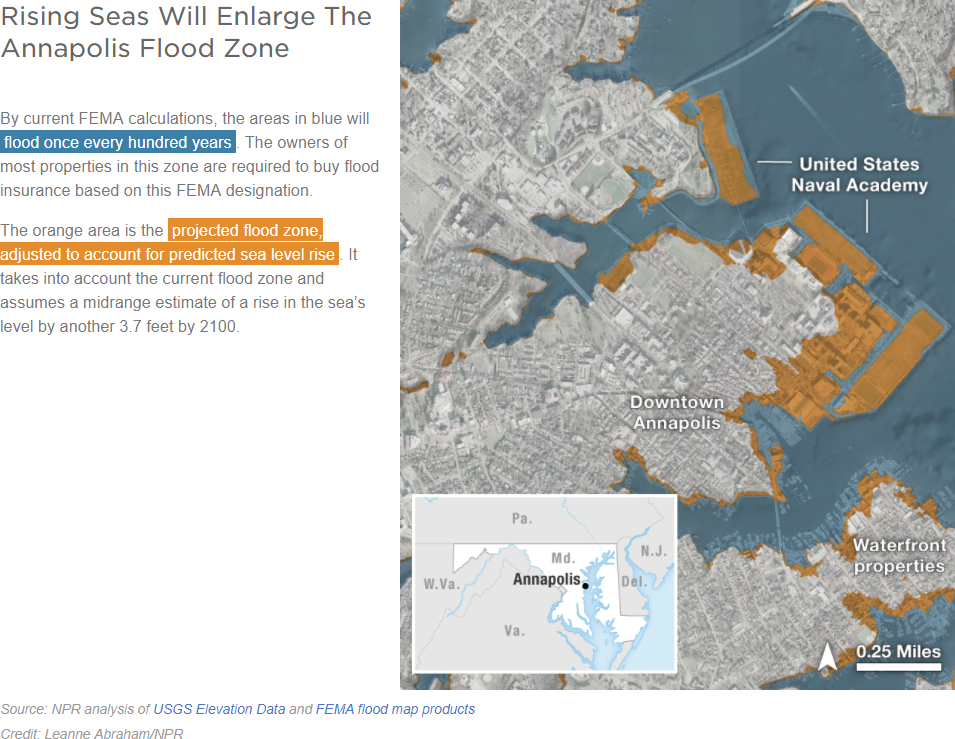 Rising Seas Will Enlarge The
Annapolis Flood Zone
By current FEMA calculations, the areas in blue will
flood once every hundred years. The owners of
most properties in this zone are required to buy flood
insurance based on this FEMA designation.
The orange area is the projected flood zone,
adjusted to account for predicted sea level rise. It
takes into account the current flood zone and
assumes a midrange estimate of a rise in the sea’s
level by another 3.7 feet by 2100.
United States
Naval Academy
Downtown
Annapolis
Waterfront
properties
0.25 Miles
Pa.
Md.
N.J.
Annapolis
W.Va.
Del.
Va.
Source: NPR analysis of USGS Elevation Data and FEMA flood map products
Credit: Leanne Abraham/NPR